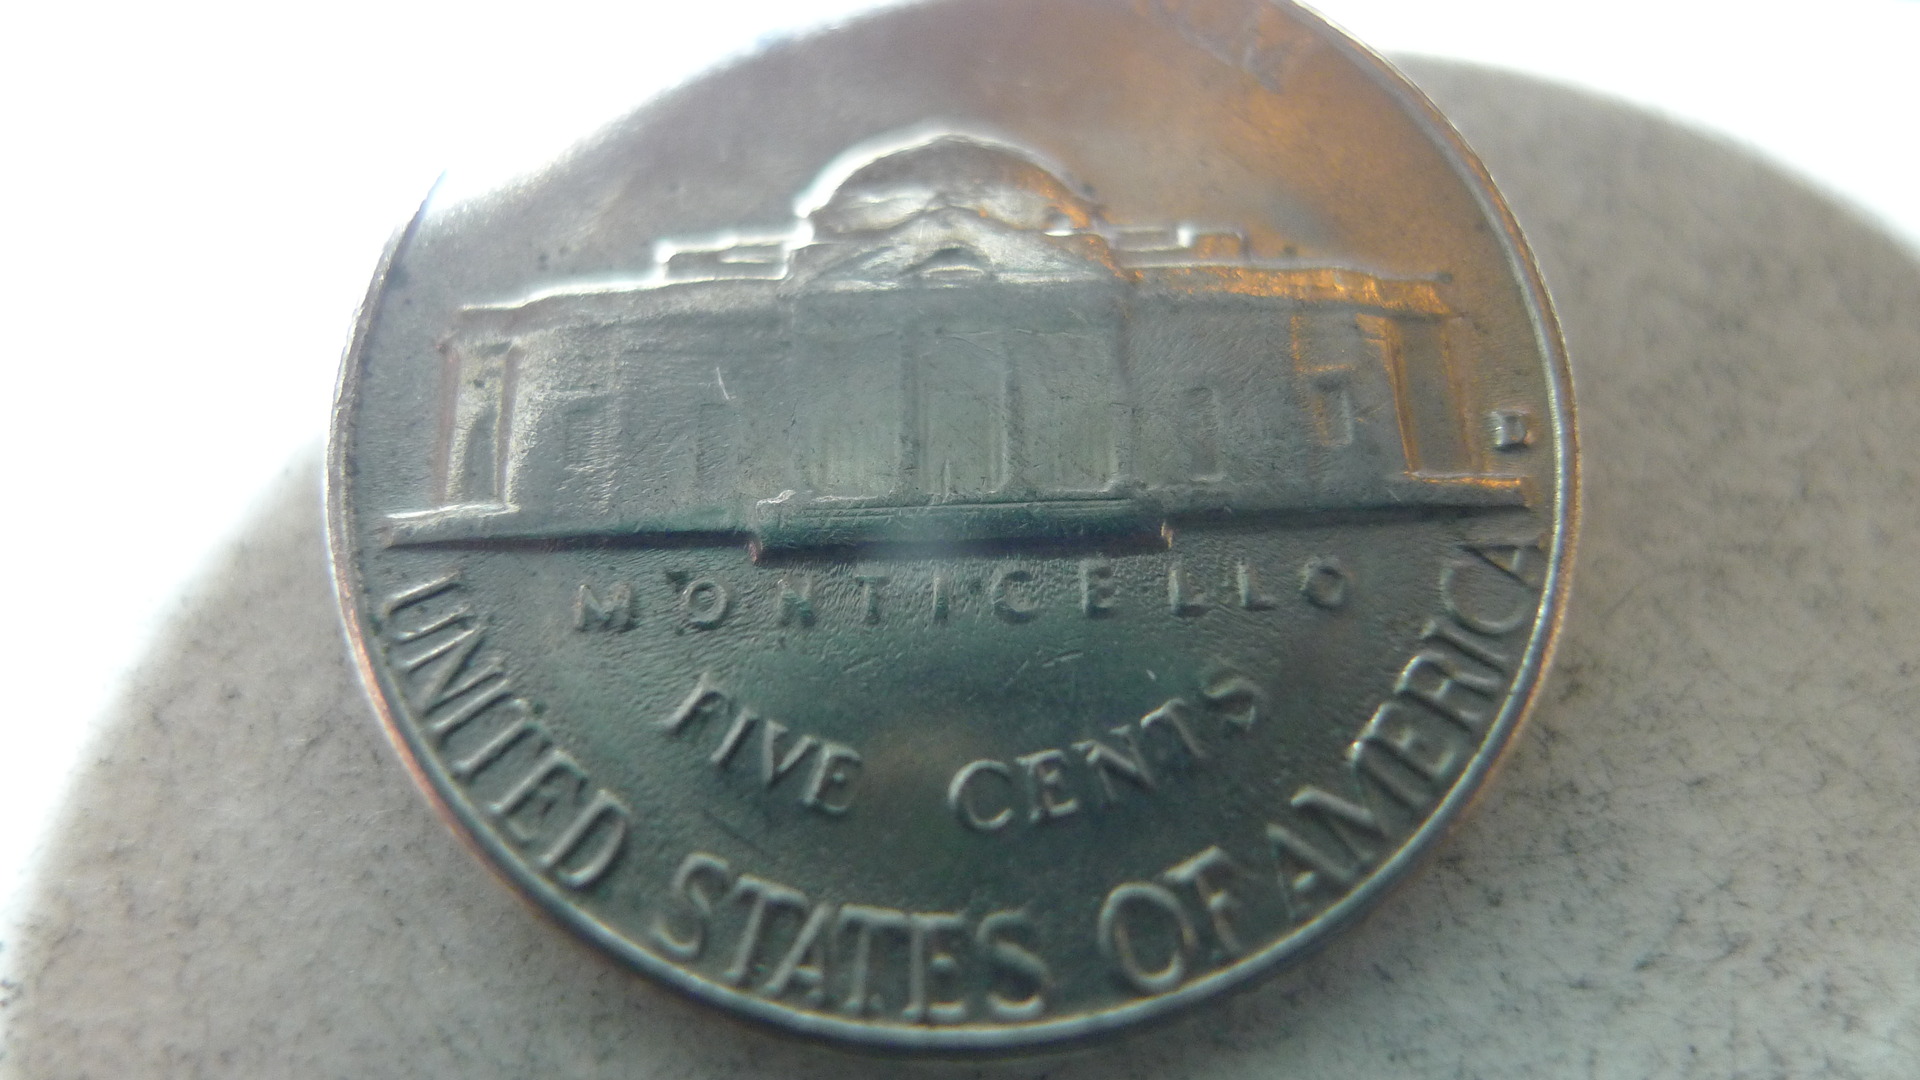 MONTICELLO
FIVE CENTS
UNITED STATES OF AMERICA